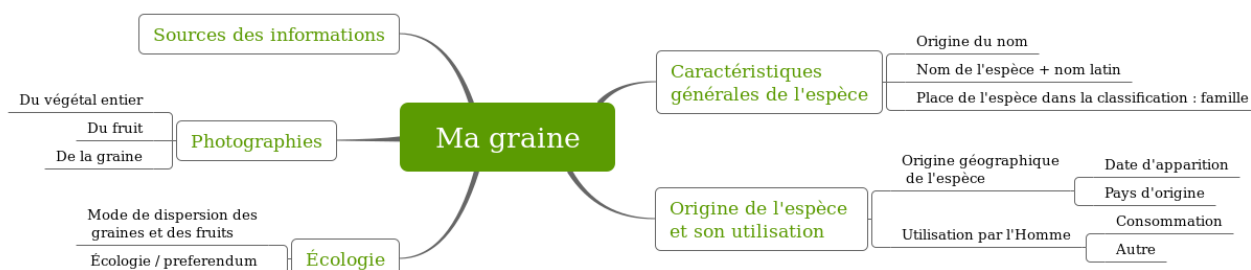 Ma graine
Sources des informations
Photographies
Du végétal entier
Du fruit
De la graine
Écologie
Mode de dispersion des
graines et des fruits
Écologie / preferendum
Caractéristiques
générales de l'espèce
Origine du nom
Nom de l'espèce + nom latin
Place de l'espèce dans la classification : famille
Origine de l'espèce
et son utilisation
Origine géographique
de l'espèce
Date d'apparition
Pays d'origine
Utilisation par l'Homme
Consommation
Autre